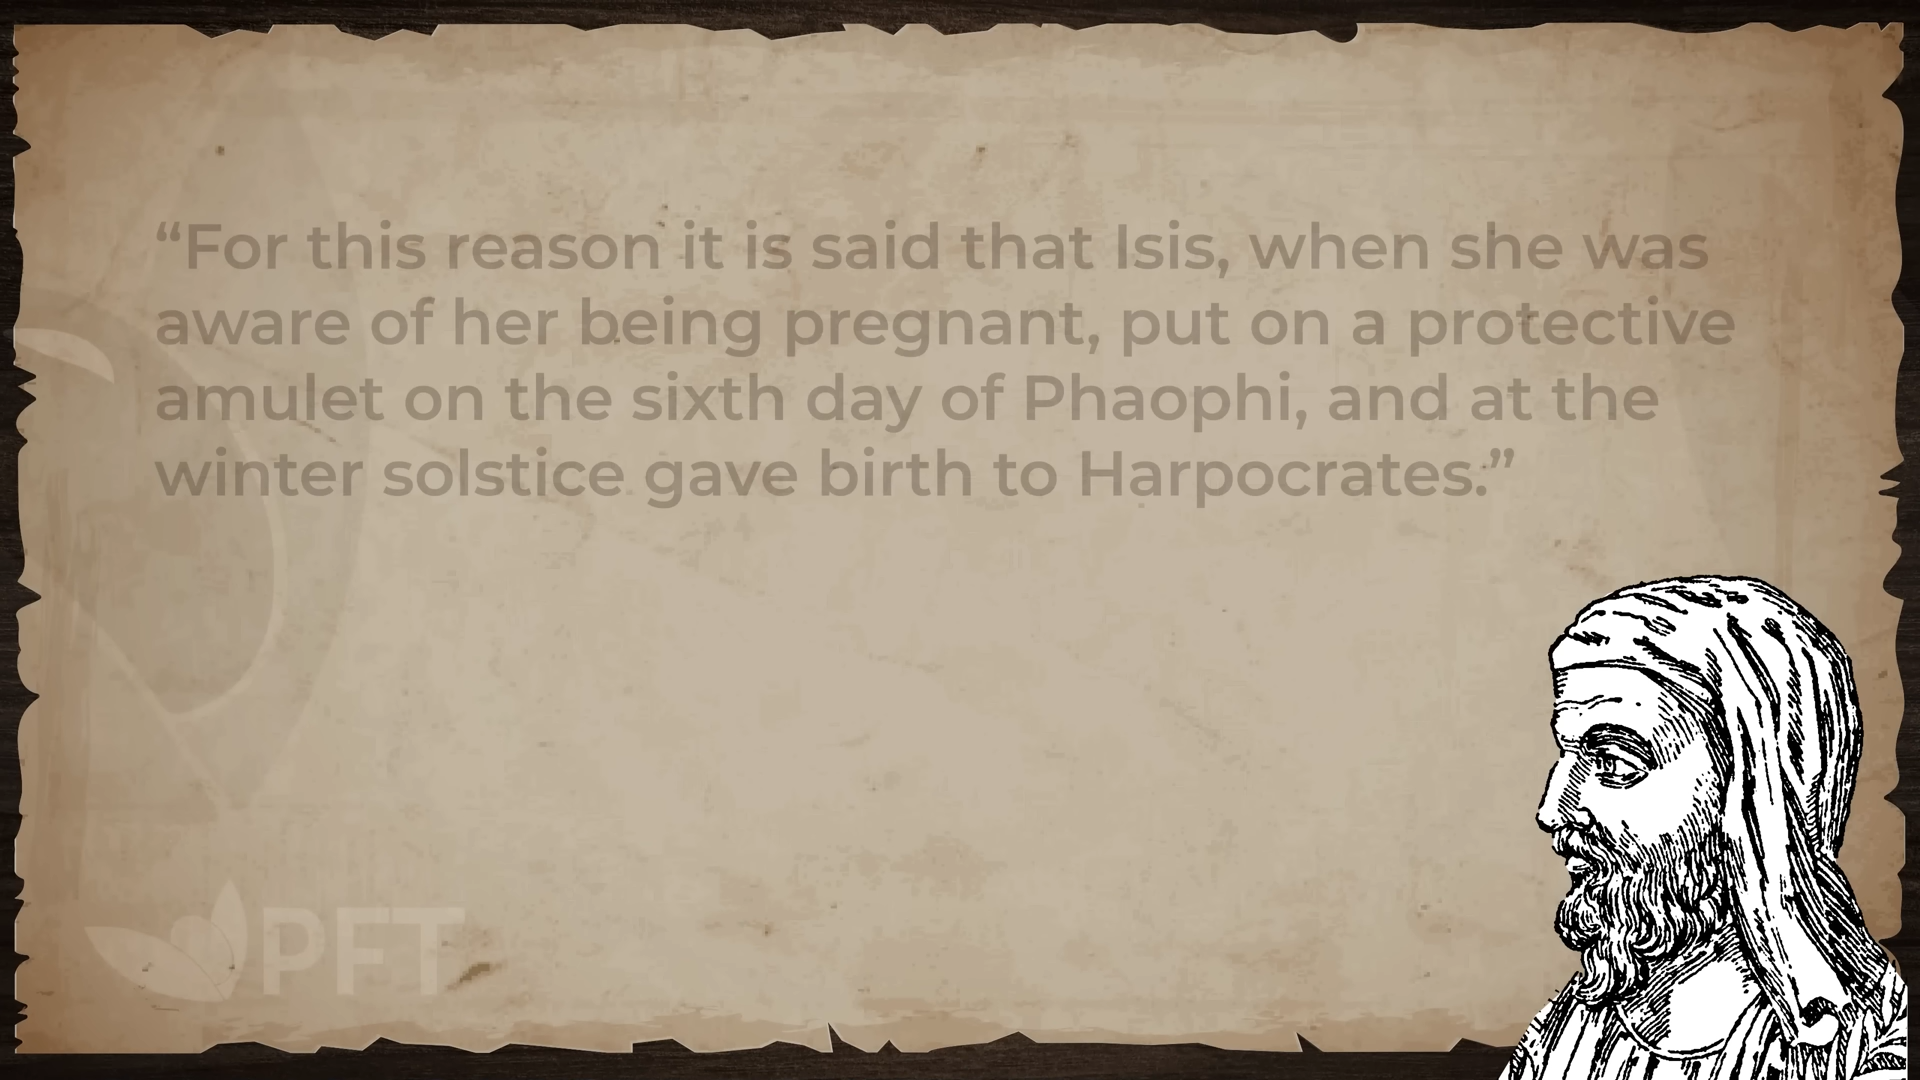 “For this reason it is said that Isis, when she was
aware of her being pregnant, put on a protective
amulet on the sixth day of Phaophi, and at the
winter solstice gave birth to Harpocrates.”
PFT